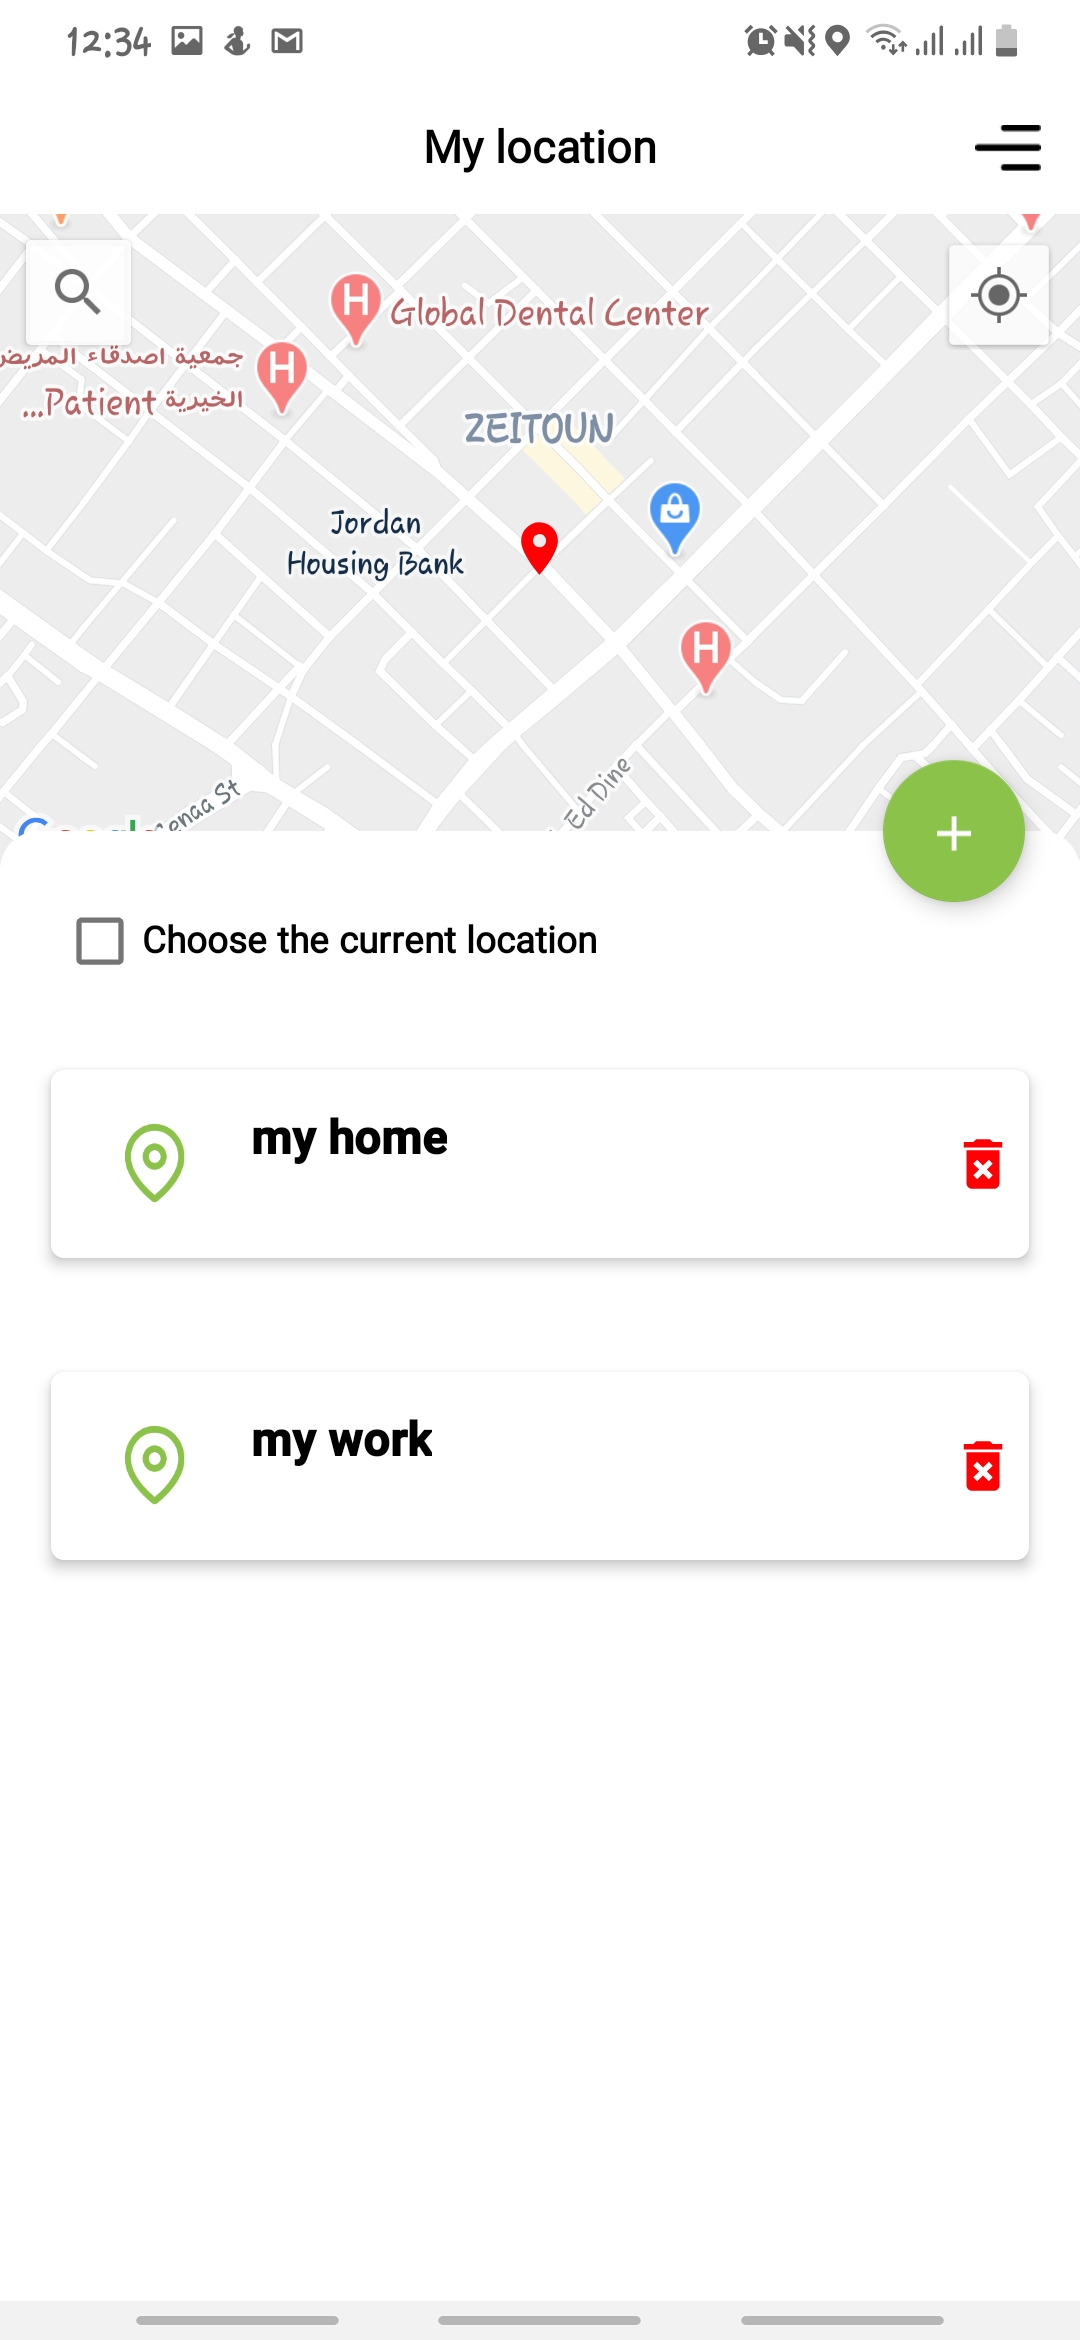 12:34
My location
Global Dental Center
جمعية اصدقاء المريض
الخيرية Patient...
ZEITOUN
Jordan
Housing Bank
enaa St
Ed Dine
Google
Choose the current location
my home
my work